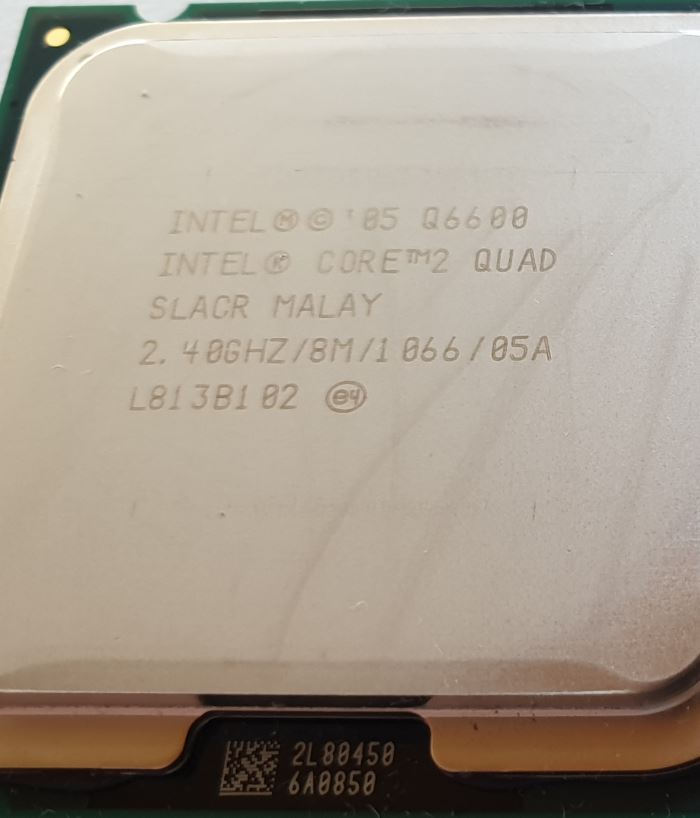 INTEL Ⓜ © '05 Q6600
INTEL® CORE™2 QUAD
SLACR MALAY
2.40GHZ/8M/1066/05A
L813B102 e4
2L80450
6A0850